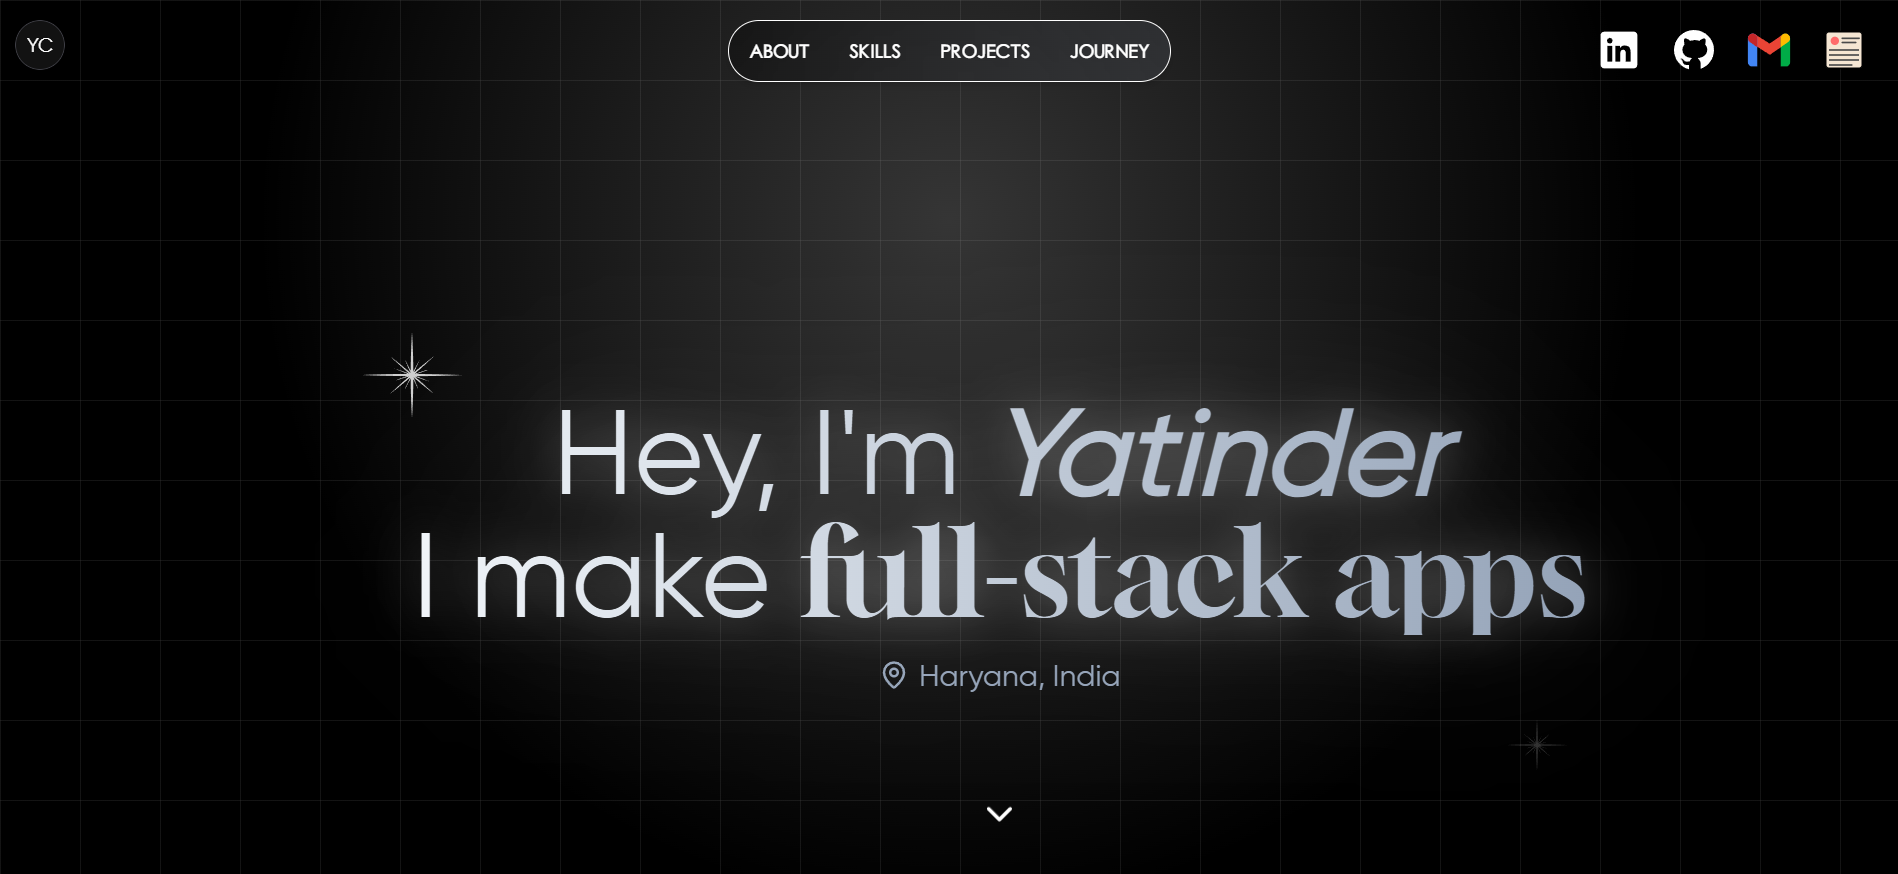 YC
ABOUT SKILLS PROJECTS JOURNEY
in
Hey, I'm Yatinder
I make full-stack apps
Haryana, India